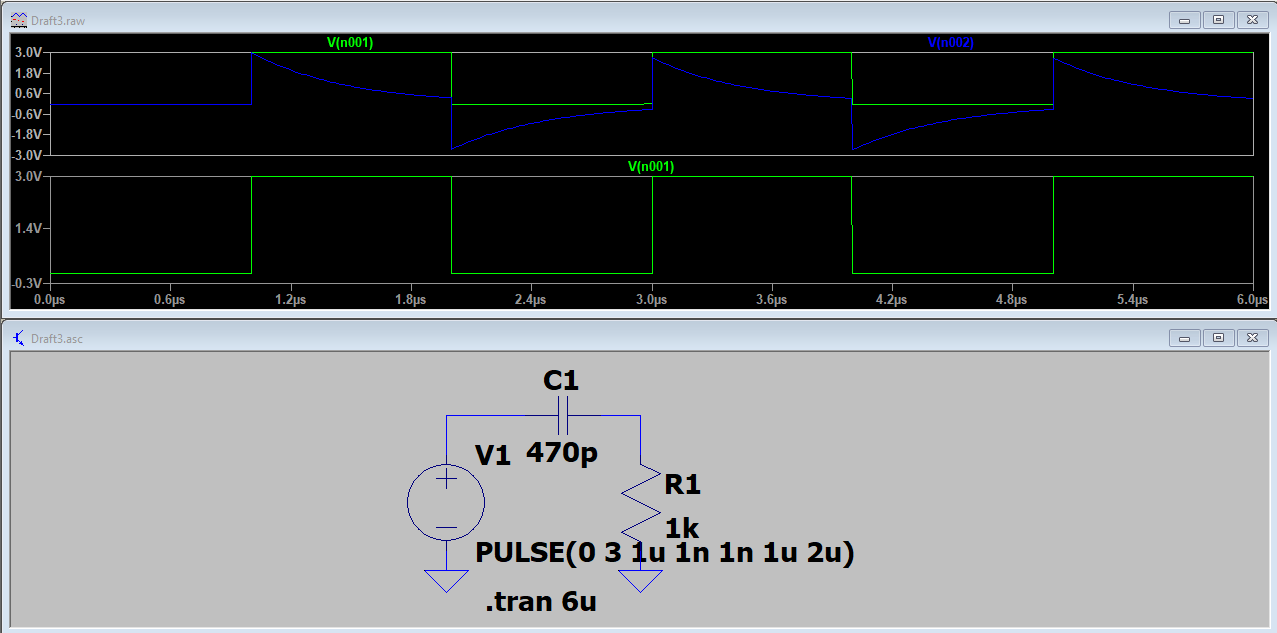 Draft3.raw
V(n001) V(n002)
3.0V
1.8V
0.6V
-0.6V
-1.8V
-3.0V
V(n001)
3.0V
1.4V
-0.3V
0.0µs 0.6µs 1.2µs 1.8µs 2.4µs 3.0µs 3.6µs 4.2µs 4.8µs 5.4µs 6.0µs
Draft3.asc
C1
V1 470p
R1
1k
PULSE(0 3 1u 1n 1n 1u 2u)
.tran 6u